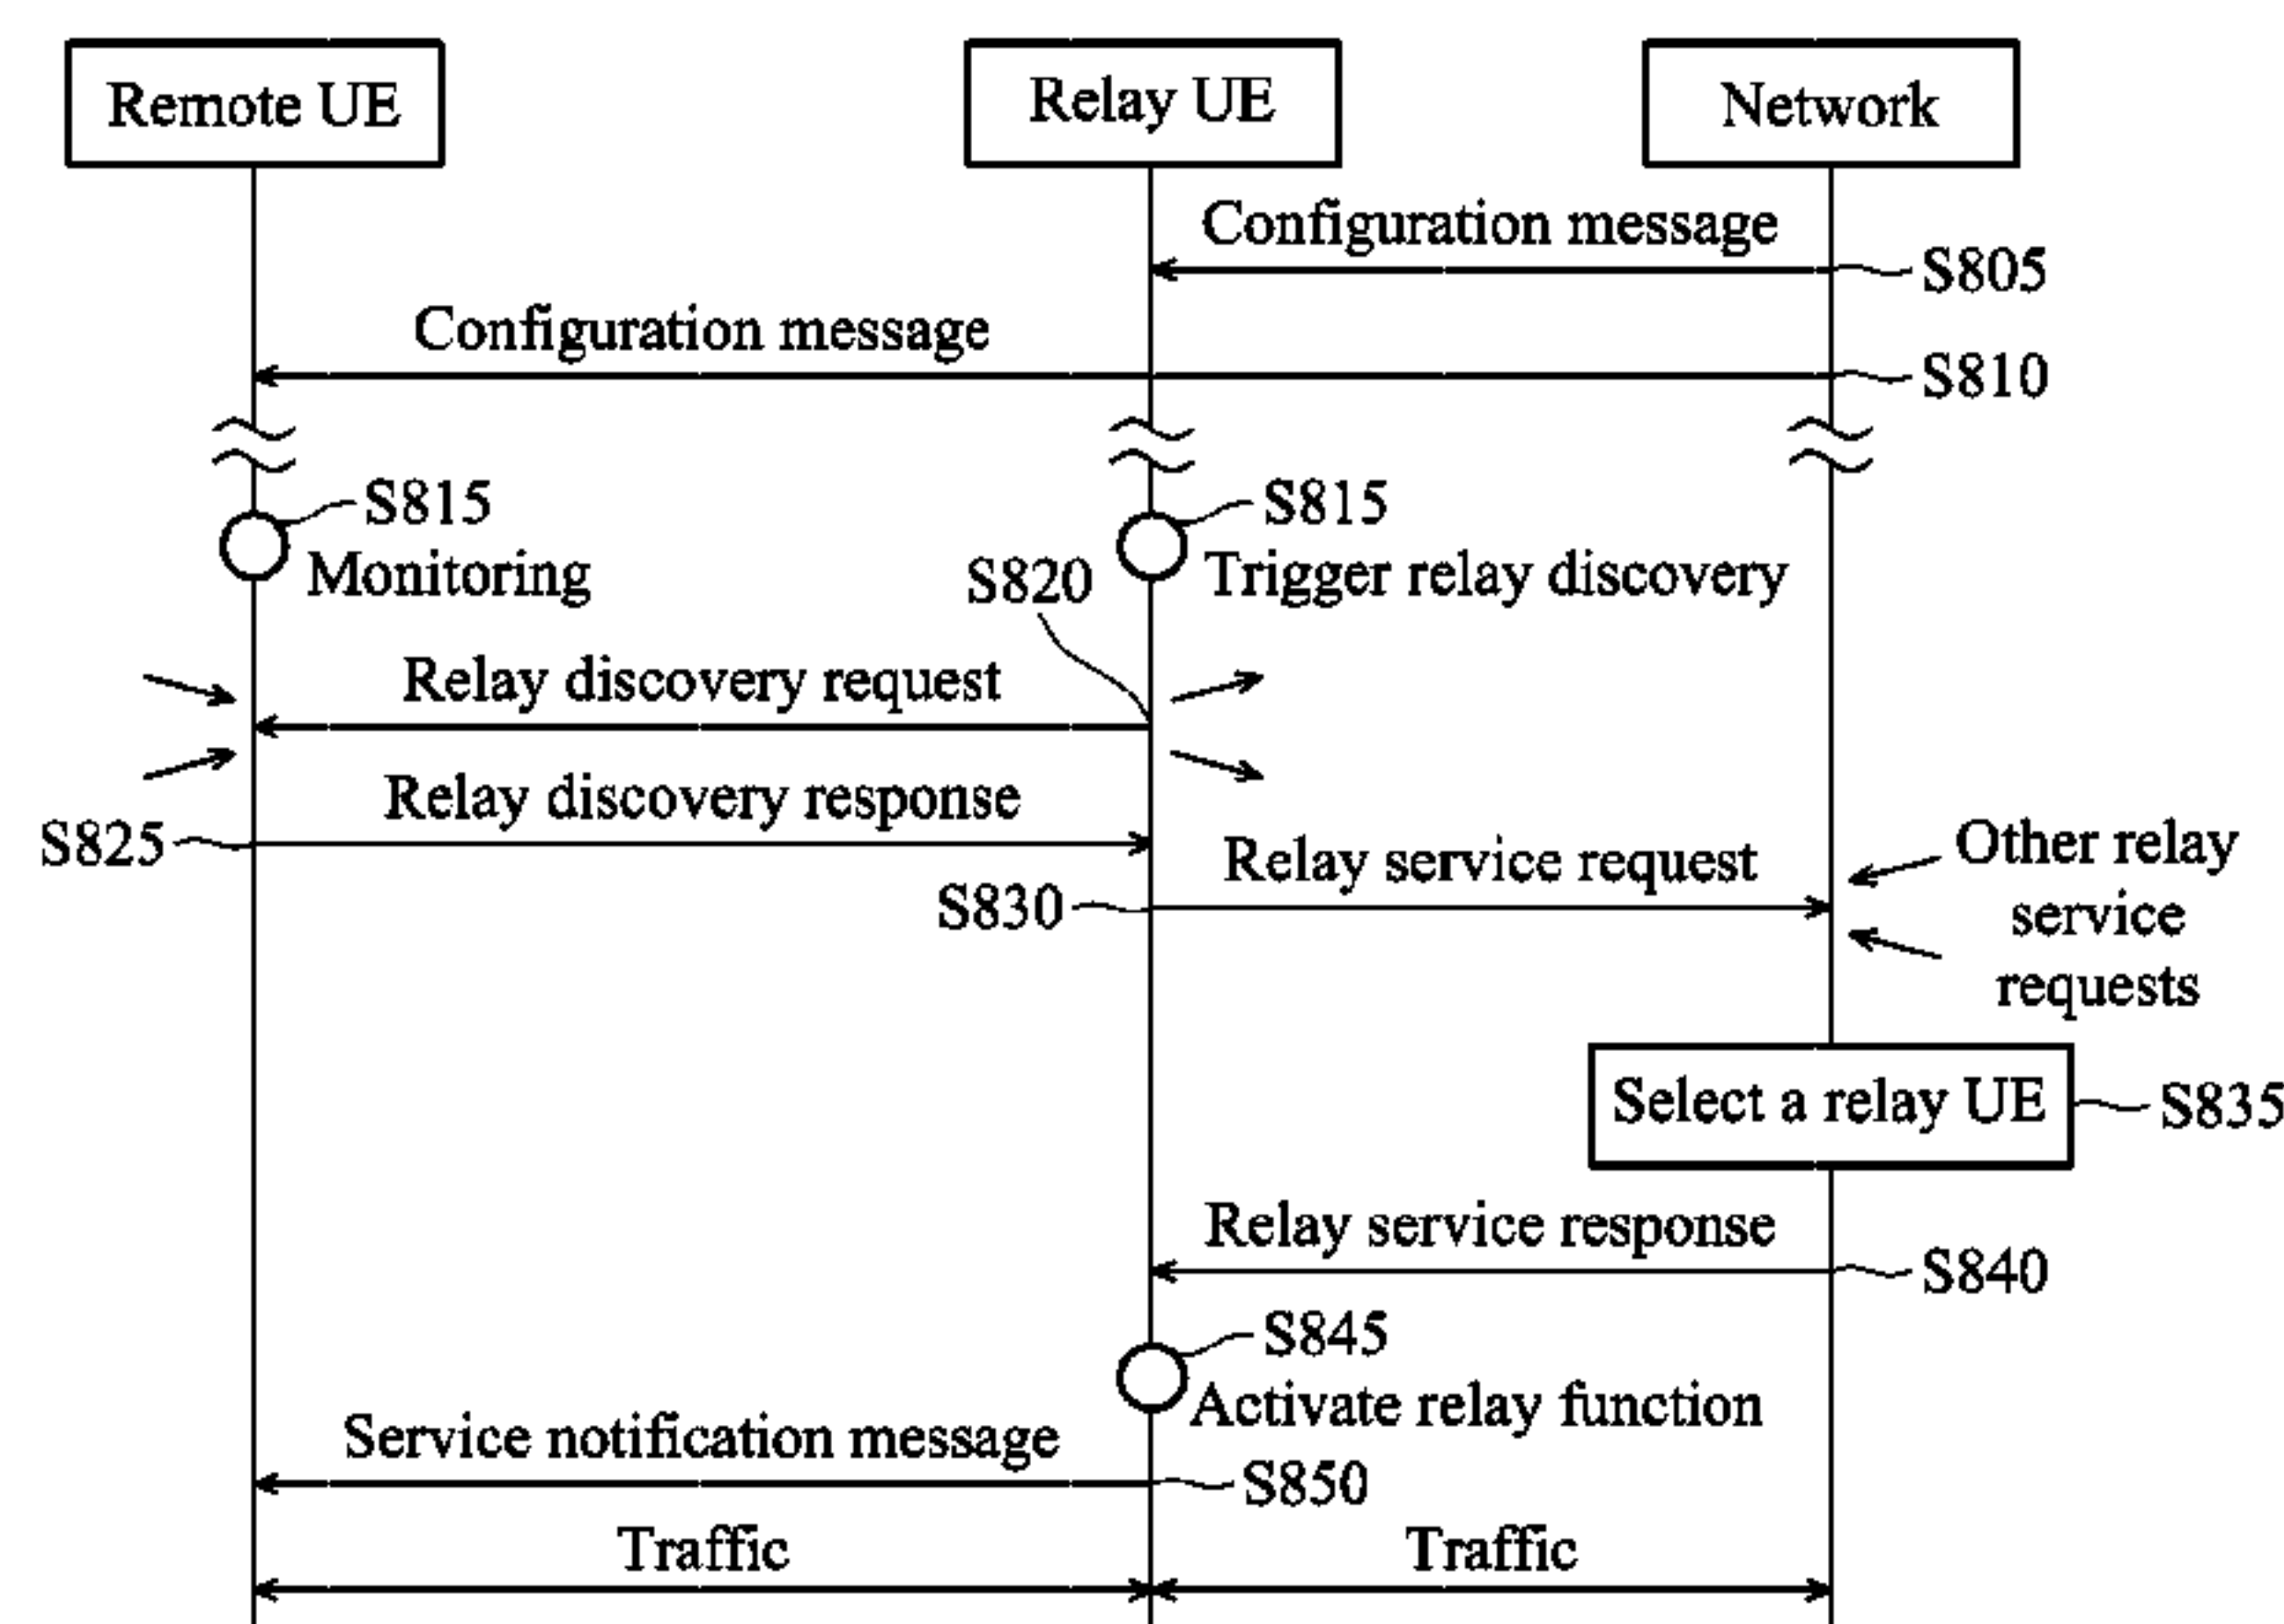 Remote UE
Relay UE
Network
Configuration message
S805
Configuration message
S810
S815
Monitoring
S815
Trigger relay discovery
S820
Relay discovery request
Relay discovery response
S825
Relay service request
S830
Other relay
service
requests
Select a relay UE
S835
Relay service response
S840
S845
Activate relay function
Service notification message
S850
Traffic
Traffic